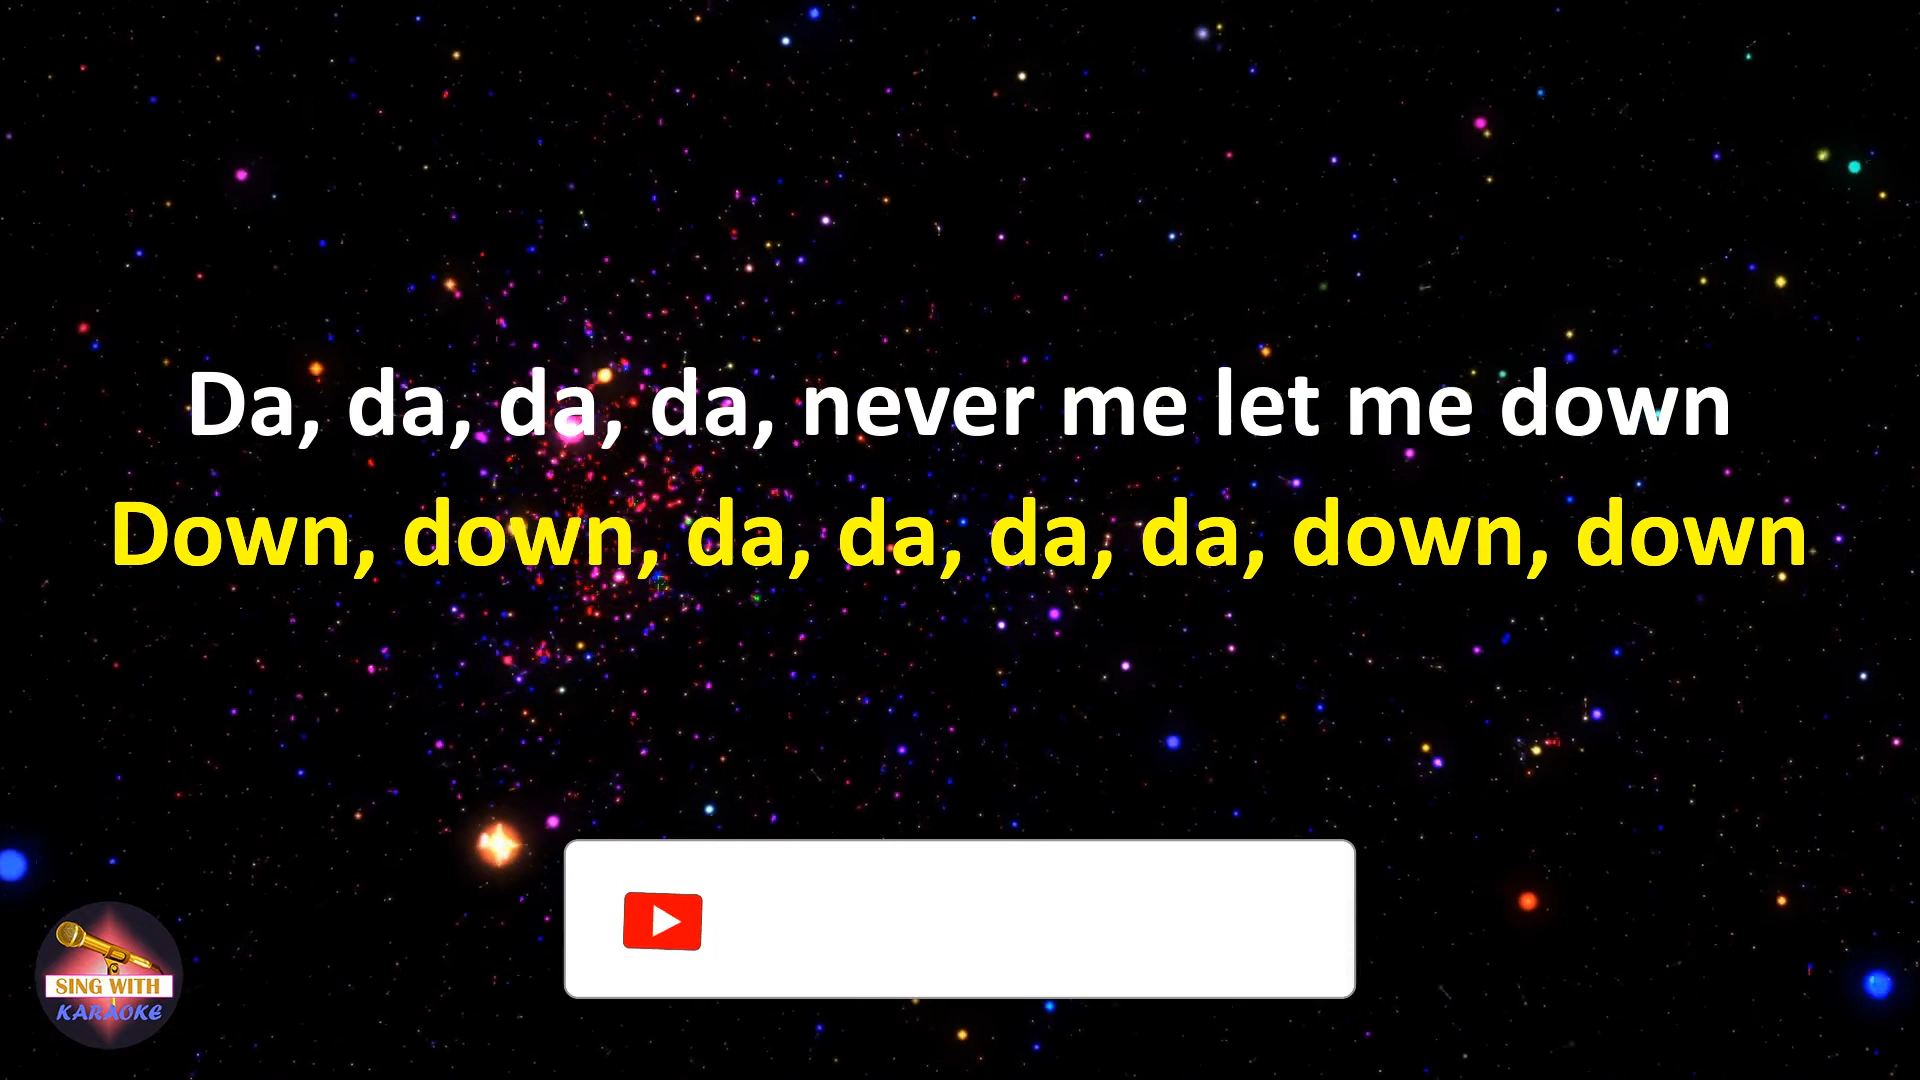 Da, da, da, da, never me let me down
Down, down, da, da, da, da, down, down
SING WITH
KARAOKE